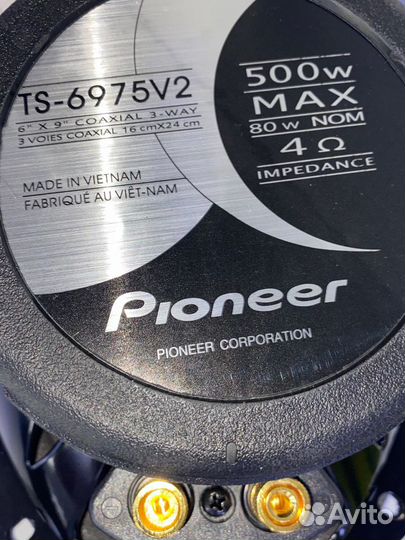 TS-6975V2
6" X 9" COAXIAL 3-WAY
3 VOIES COAXIAL 16 cmX24 cm
MADE IN VIETNAM
FABRIQUÉ AU VIÊT-NAM
500w
MAX
80 w NOM
4 Ω
IMPEDANCE
Pioneer
PIONEER CORPORATION
Avito